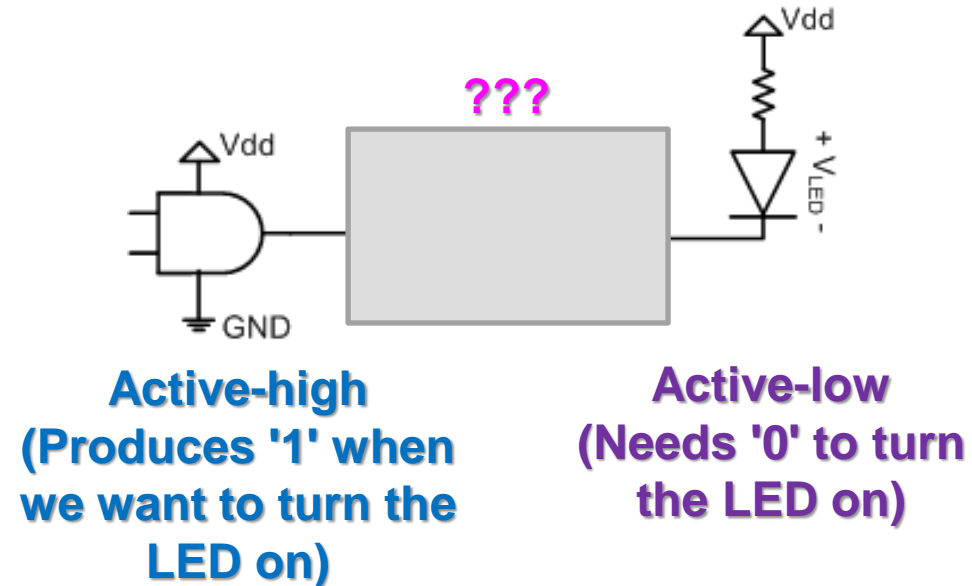 Vdd
???
Vdd
+ VLED -
GND
Active-high
(Produces '1' when
we want to turn the
LED on)
Active-low
(Needs '0' to turn
the LED on)